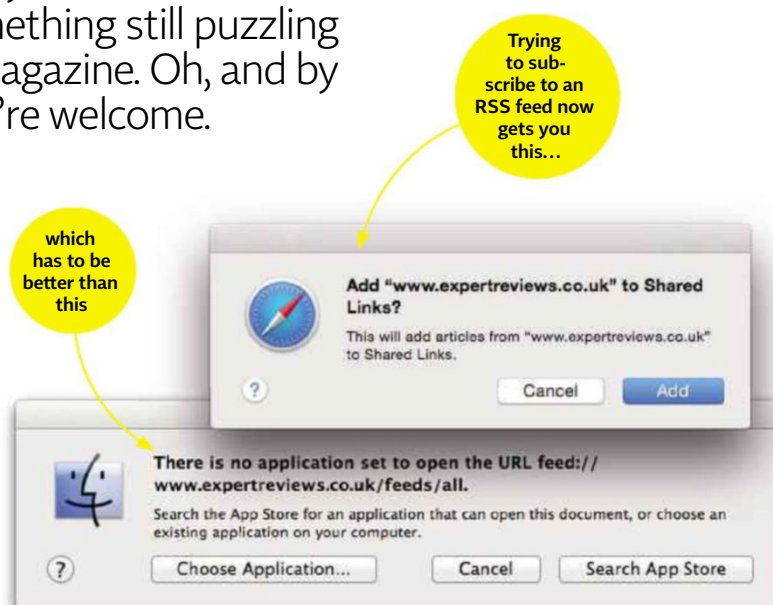 mething still puzzling
agazine. Oh, and by
're welcome.
Trying
to sub-
scribe to an
RSS feed now
gets you
this…
which
has to be
better than
this
Add “www.expertreviews.co.uk” to Shared
Links?
This will add articles from “www.expertreviews.co.uk”
to Shared Links.
?
Cancel
Add
There is no application set to open the URL feed://
www.expertreviews.co.uk/feeds/all.
Search the App Store for an application that can open this document, or choose an
existing application on your computer.
?
Choose Application...
Cancel
Search App Store